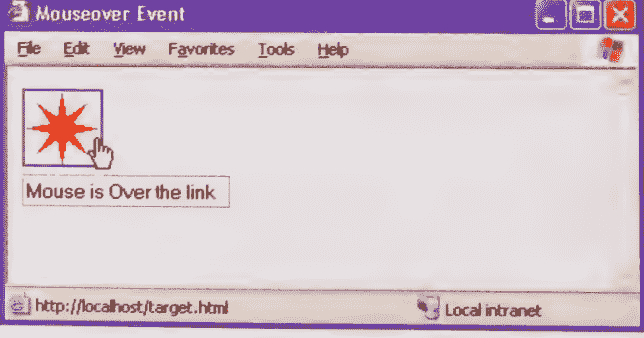 Mouseover Event
File Edit View Favorites Tools Help
Mouse is Over the link
http://localhost/target.html Local intranet